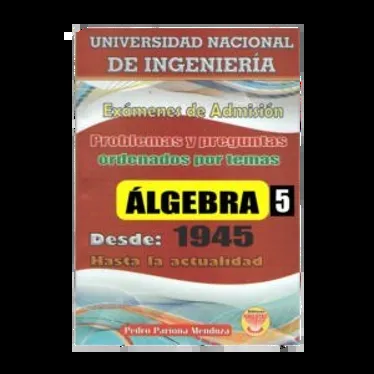 UNIVERSIDAD NACIONAL
DE INGENIERÍA
Exámenes de Admisión
Problemas y preguntas
ordenados por temas
ÁLGEBRA 5
Desde: 1945
Hasta la actualidad
Pedro Pariona Mendoza